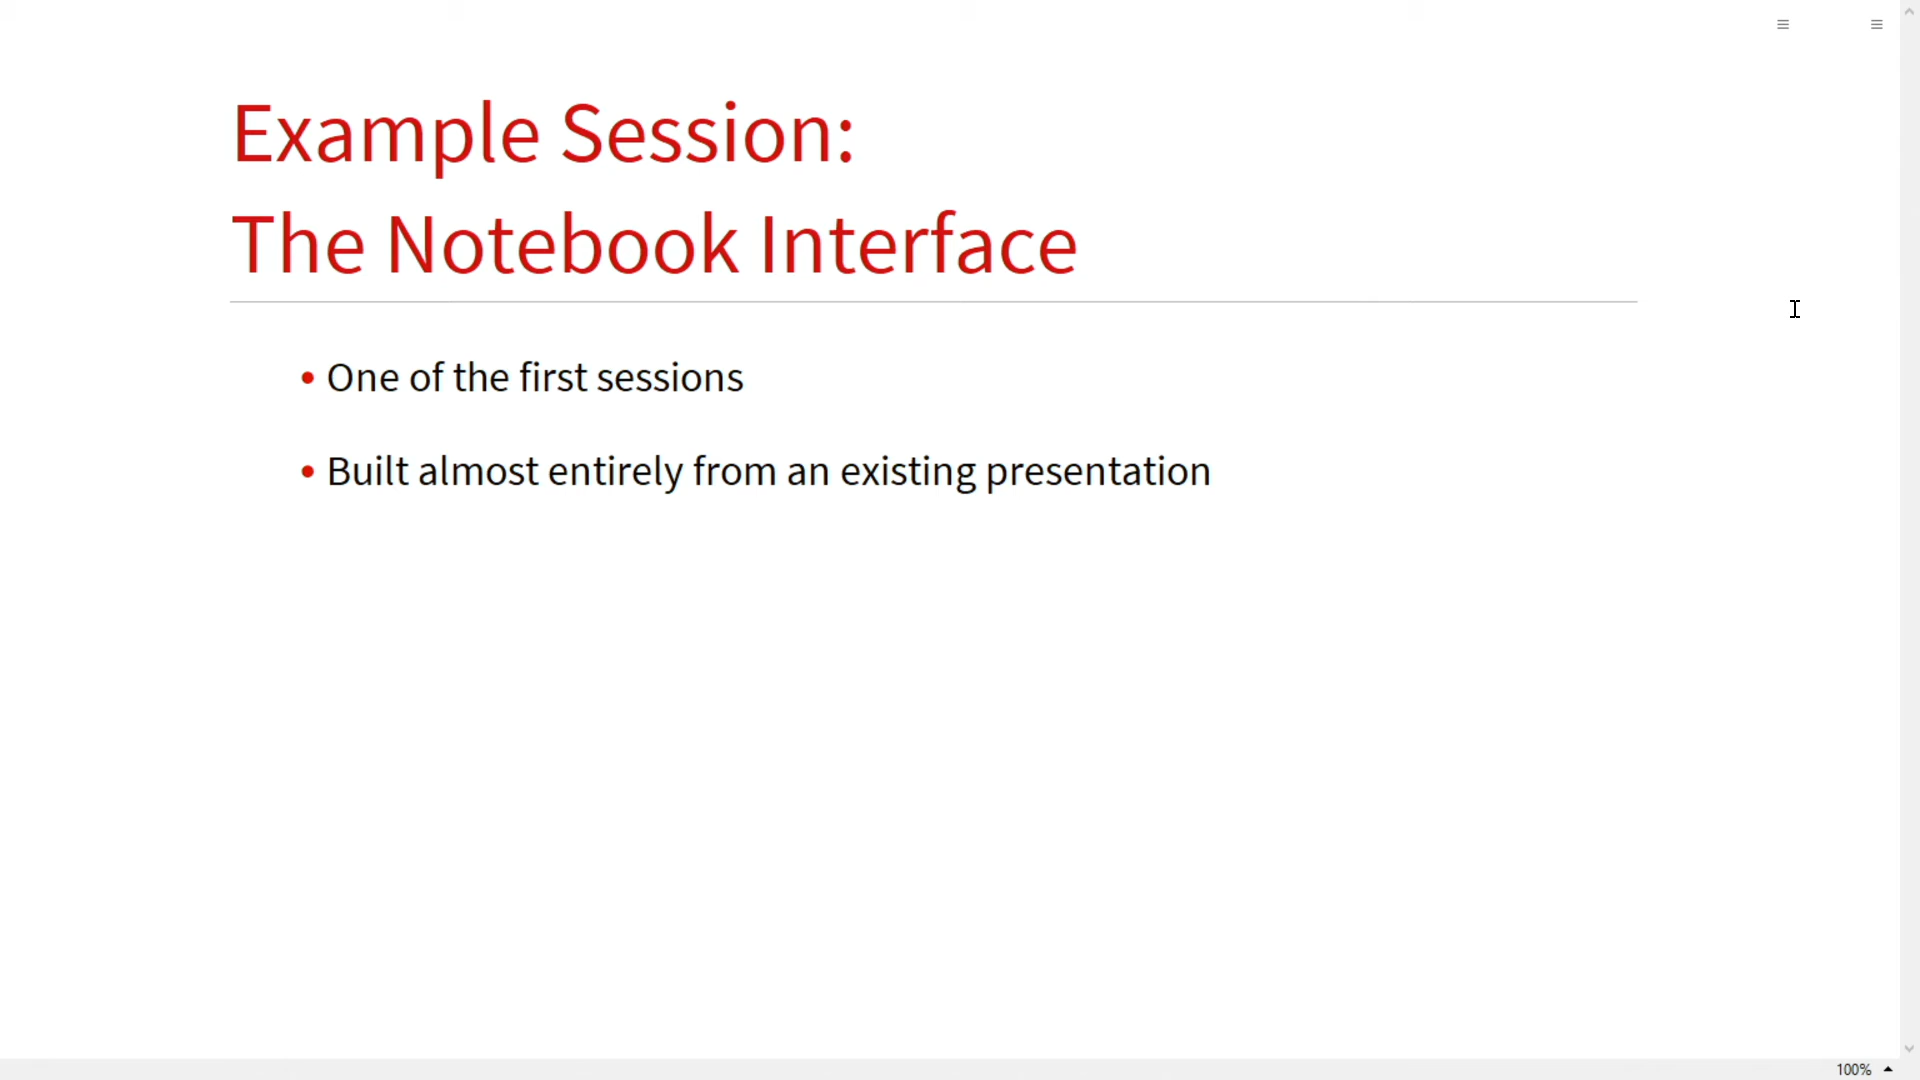 Example Session:
The Notebook Interface
• One of the first sessions
• Built almost entirely from an existing presentation
100%